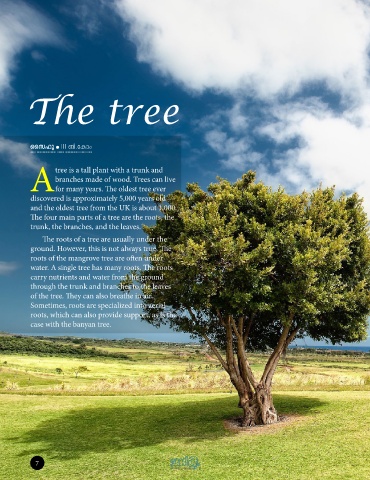 The tree
A tree is a tall plant with a trunk and
branches made of wood. Trees can live
for many years. The oldest tree ever
discovered is approximately 5,000 years old
and the oldest tree from the UK is about 1,000.
The four main parts of a tree are the roots, the
trunk, the branches, and the leaves.
The roots of a tree are usually under the
ground. However, this is not always true. The
roots of the mangrove tree are often under
water. A single tree has many roots. The roots
carry nutrients and water from the ground
through the trunk and branches to the leaves
of the tree. They can also breathe in air.
Sometimes, roots are specialized into aerial
roots, which can also provide support, as is the
case with the banyan tree.
7